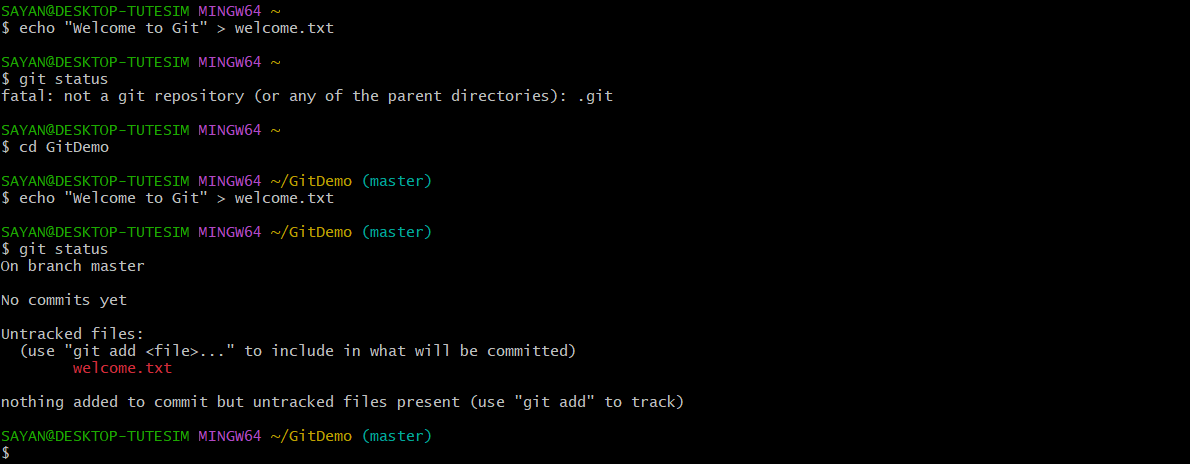 SAYAN@DESKTOP-TUTESIM MINGW64 ~
$ echo "Welcome to Git" > welcome.txt
SAYAN@DESKTOP-TUTESIM MINGW64 ~
$ git status
fatal: not a git repository (or any of the parent directories): .git
SAYAN@DESKTOP-TUTESIM MINGW64 ~
$ cd GitDemo
SAYAN@DESKTOP-TUTESIM MINGW64 ~/GitDemo (master)
$ echo "Welcome to Git" > welcome.txt
SAYAN@DESKTOP-TUTESIM MINGW64 ~/GitDemo (master)
$ git status
On branch master
No commits yet
Untracked files:
  (use "git add <file>..." to include in what will be committed)
        welcome.txt
nothing added to commit but untracked files present (use "git add" to track)
SAYAN@DESKTOP-TUTESIM MINGW64 ~/GitDemo (master)
$